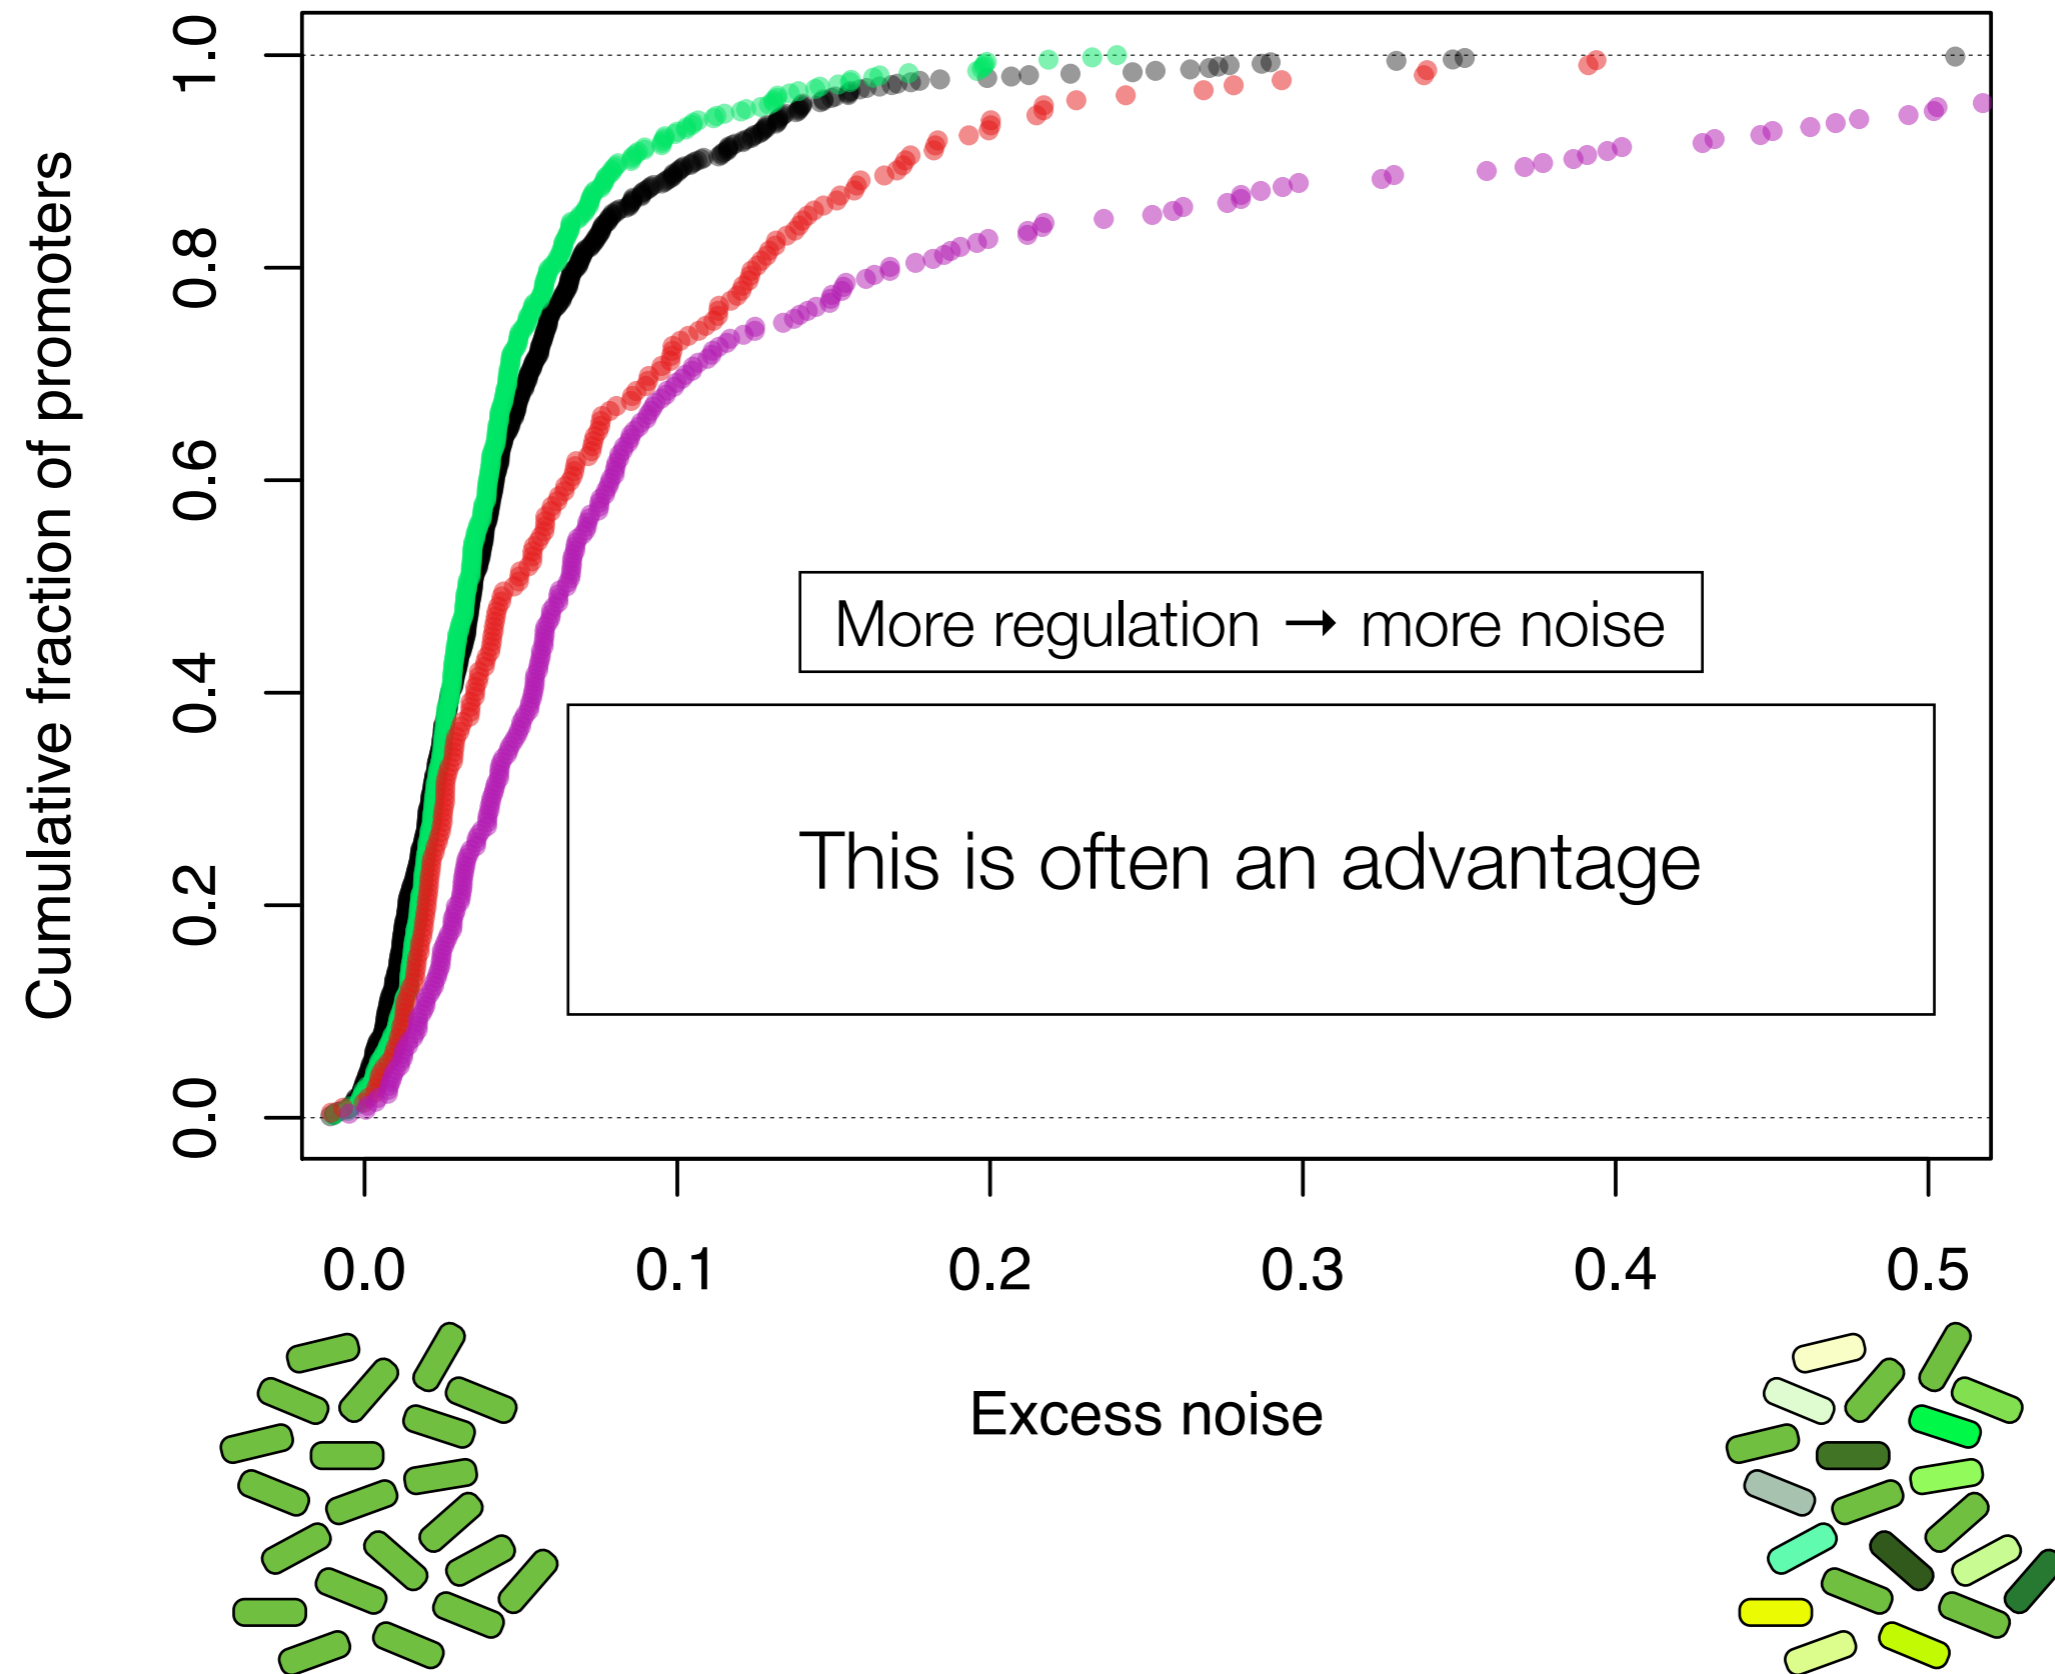 Cumulative fraction of promoters
1.0
0.8
0.6
0.4
0.2
0.0
More regulation → more noise
This is often an advantage
0.0 0.1 0.2 0.3 0.4 0.5
Excess noise